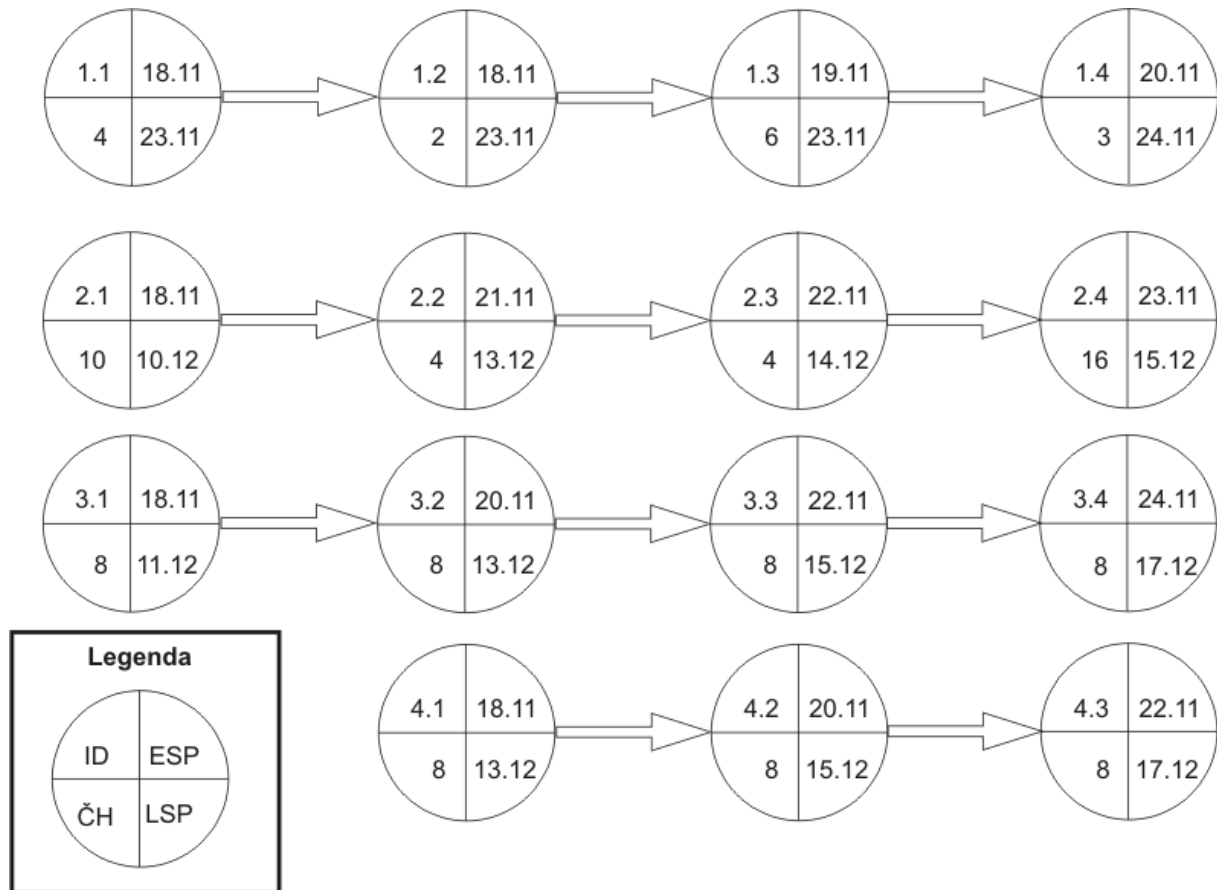 1.1 18.11 1.2 18.11 1.3 19.11 1.4 20.11
4 23.11 2 23.11 6 23.11 3 24.11
2.1 18.11 2.2 21.11 2.3 22.11 2.4 23.11
10 10.12 4 13.12 4 14.12 16 15.12
3.1 18.11 3.2 20.11 3.3 22.11 3.4 24.11
8 11.12 8 13.12 8 15.12 8 17.12
4.1 18.11 4.2 20.11 4.3 22.11
8 13.12 8 15.12 8 17.12
Legenda
ID ESP
ČH LSP